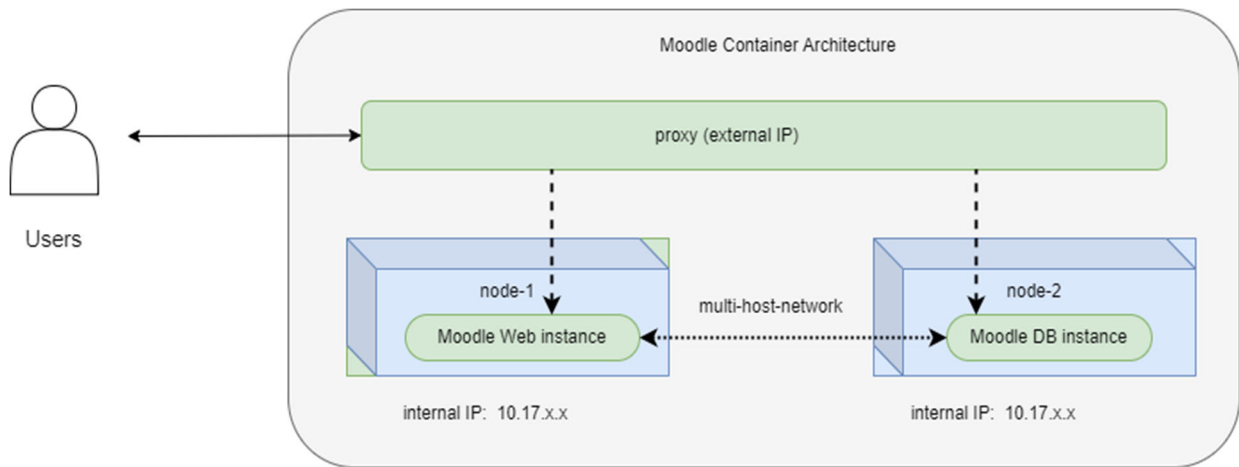 Moodle Container Architecture
proxy (external IP)
Users
node-1
node-2
multi-host-network
Moodle Web instance
Moodle DB instance
internal IP: 10.17.x.x
internal IP: 10.17.x.x